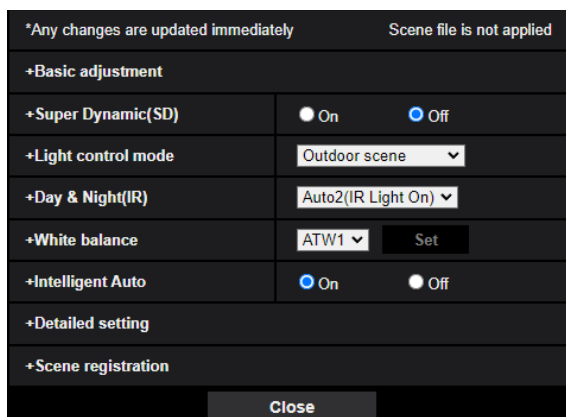 *Any changes are updated immediately Scene file is not applied
+Basic adjustment
+Super Dynamic(SD) On Off
+Light control mode Outdoor scene
+Day & Night(IR) Auto2(IR Light On)
+White balance ATW1 Set
+Intelligent Auto On Off
+Detailed setting
+Scene registration
Close